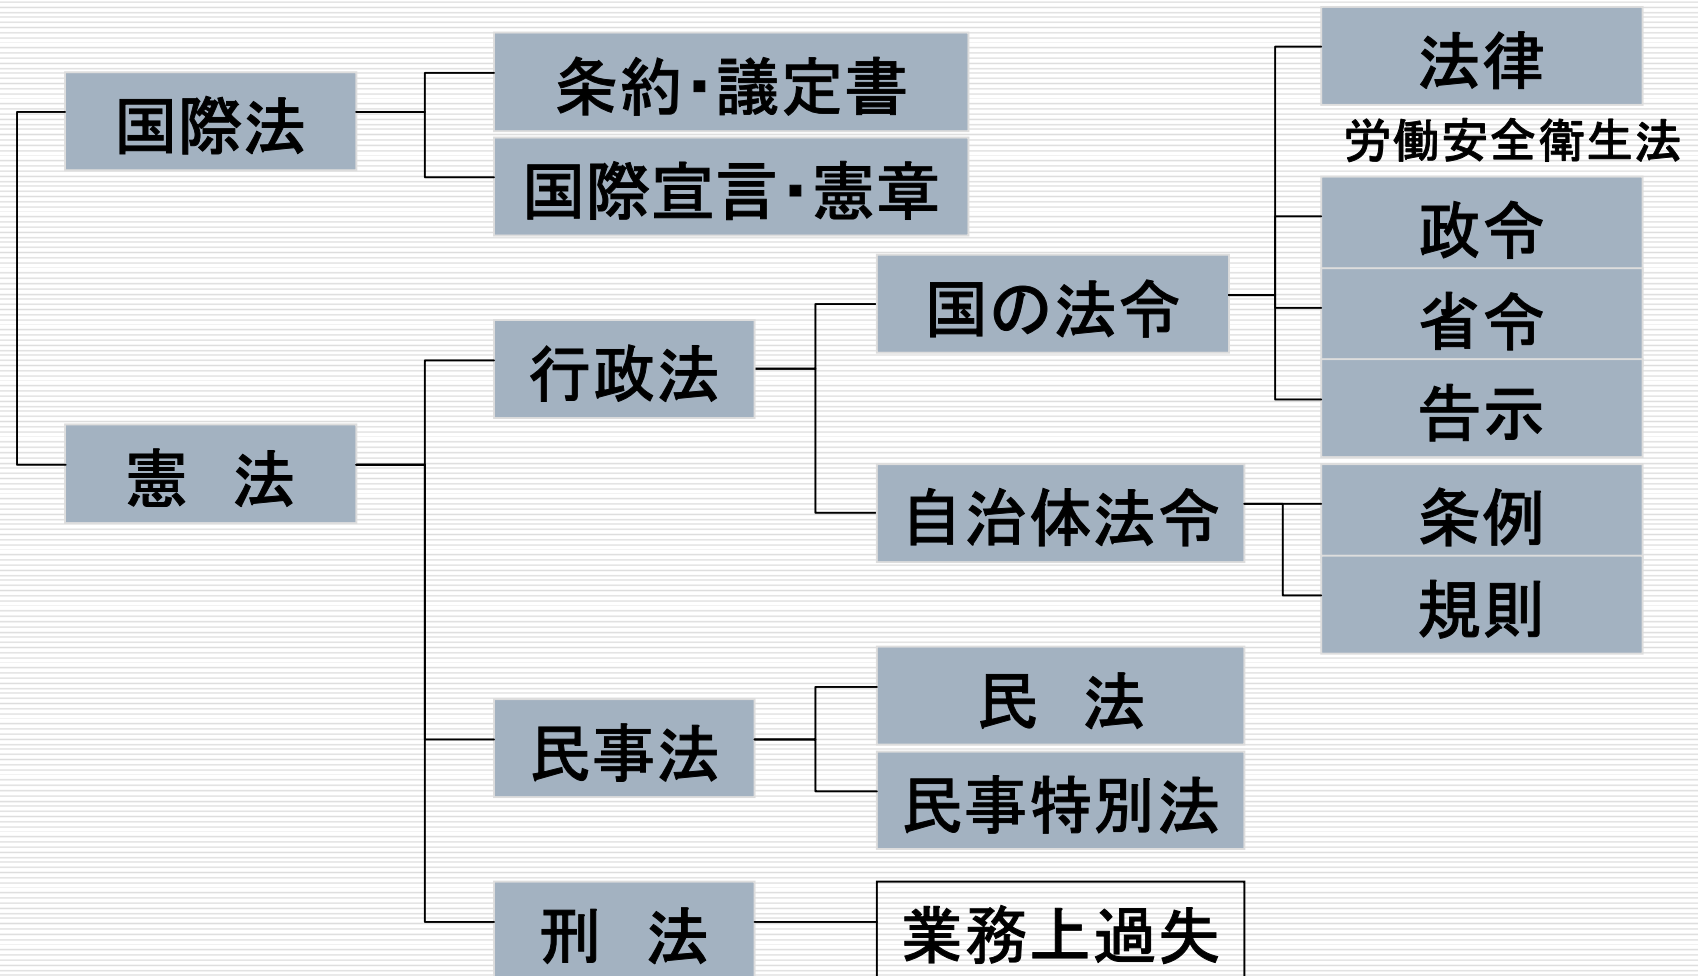 国際法
条約・議定書
国際宣言・憲章
憲　法
行政法
国の法令
法律
労働安全衛生法
政令
省令
告示
自治体法令
条例
規則
民事法
民　法
民事特別法
刑　法
業務上過失